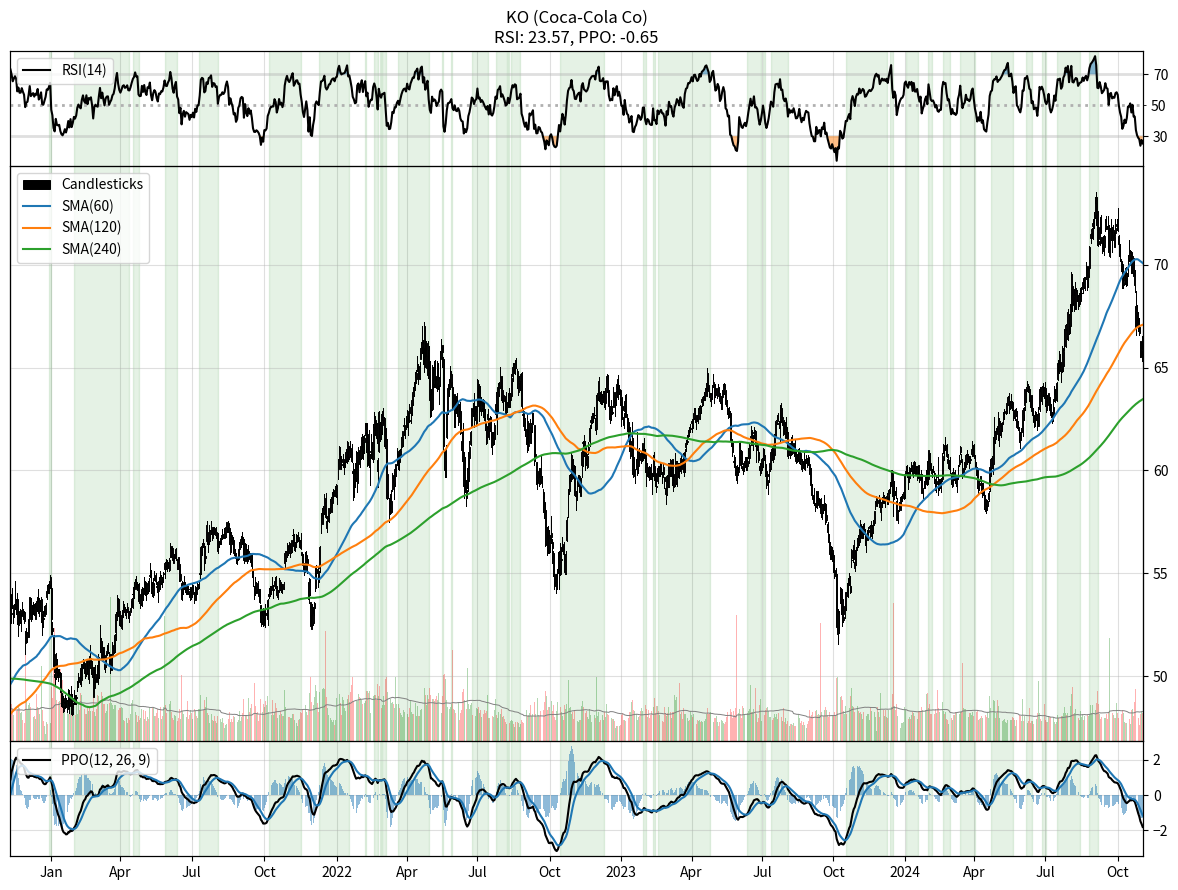 KO (Coca-Cola Co)
RSI: 23.57, PPO: -0.65
RSI(14)
70
50
30
Candlesticks
SMA(60)
SMA(120)
SMA(240)
70
65
60
55
50
PPO(12, 26, 9)
2
0
−2
Jan Apr Jul Oct 2022 Apr Jul Oct 2023 Apr Jul Oct 2024 Apr Jul Oct